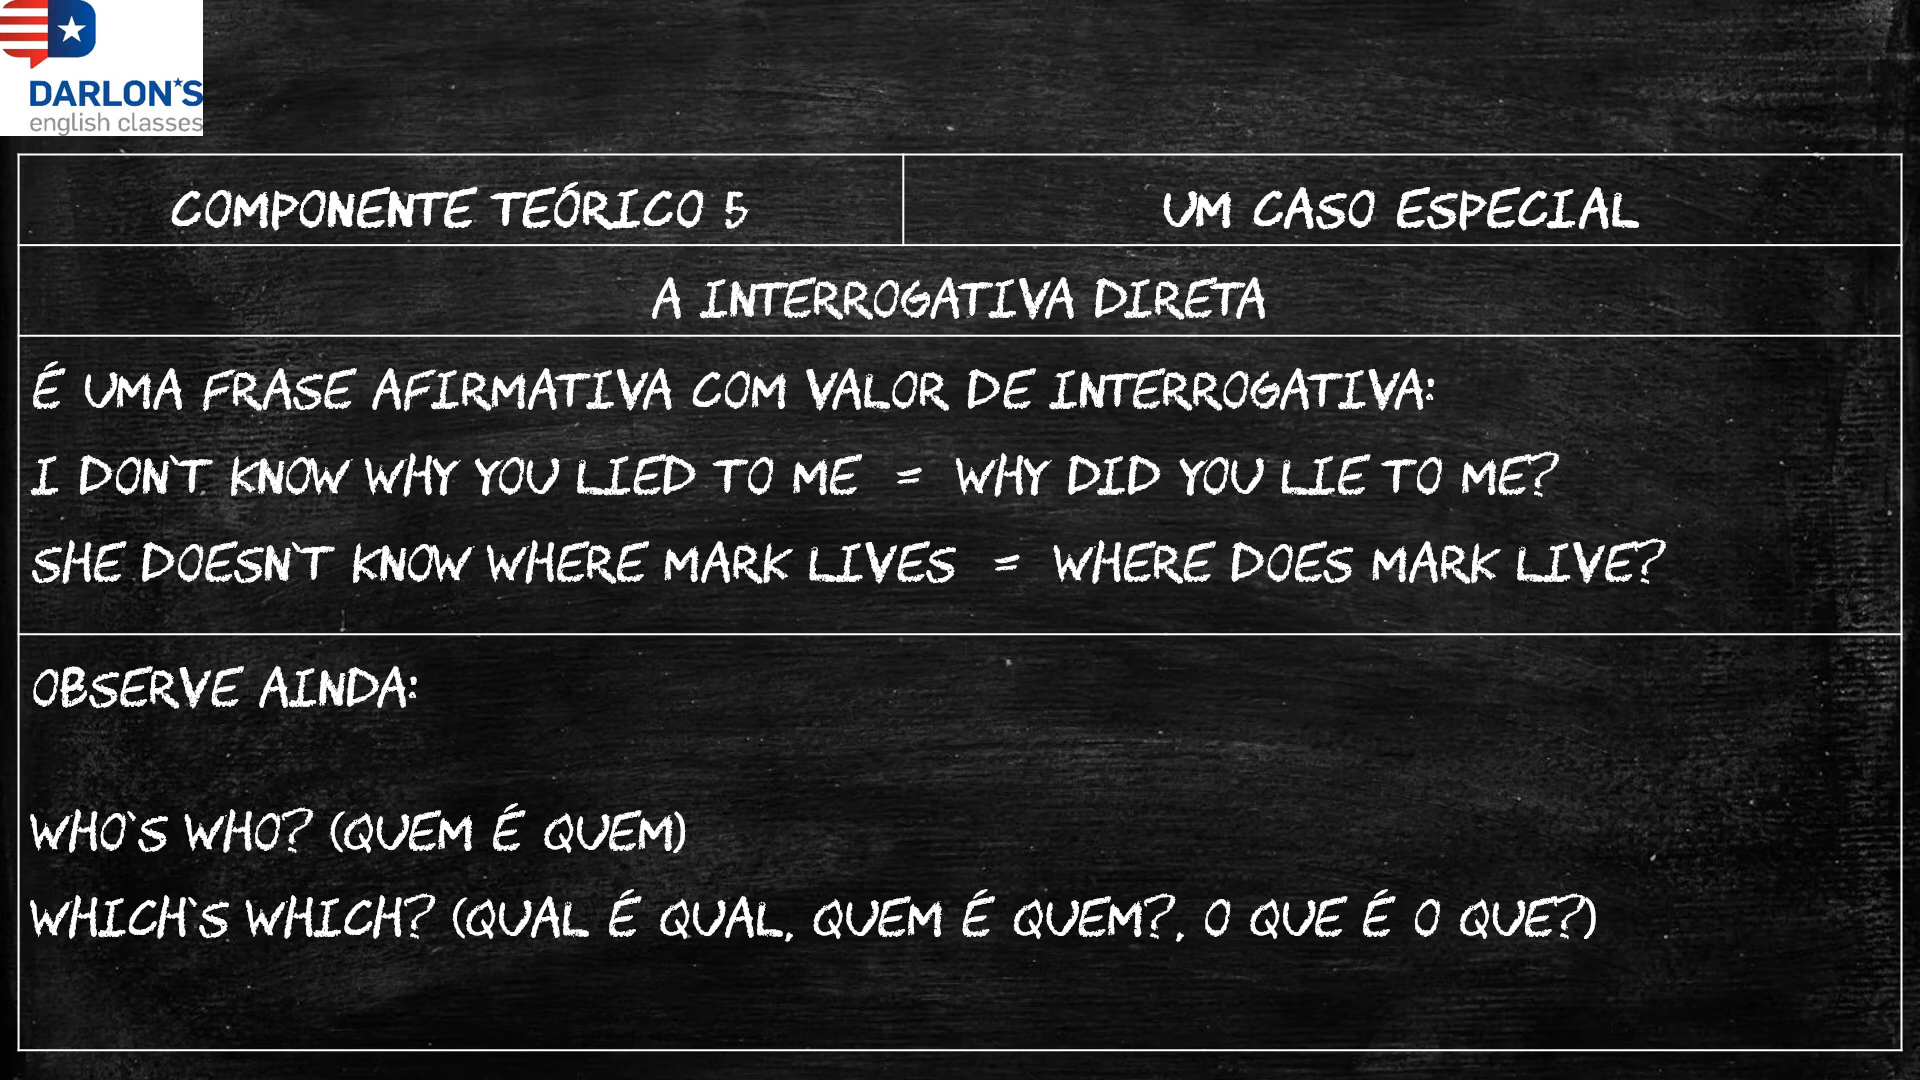 DARLON'S
english classes
COMPONENTE TEÓRICO 5
UM CASO ESPECIAL
A INTERROGATIVA DIRETA
É UMA FRASE AFIRMATIVA COM VALOR DE INTERROGATIVA:
I DON`T KNOW WHY YOU LIED TO ME = WHY DID YOU LIE TO ME?
SHE DOESN`T KNOW WHERE MARK LIVES = WHERE DOES MARK LIVE?
OBSERVE AINDA:
WHO`S WHO? (QUEM É QUEM)
WHICH`S WHICH? (QUAL É QUAL, QUEM É QUEM?, O QUE É O QUE?)